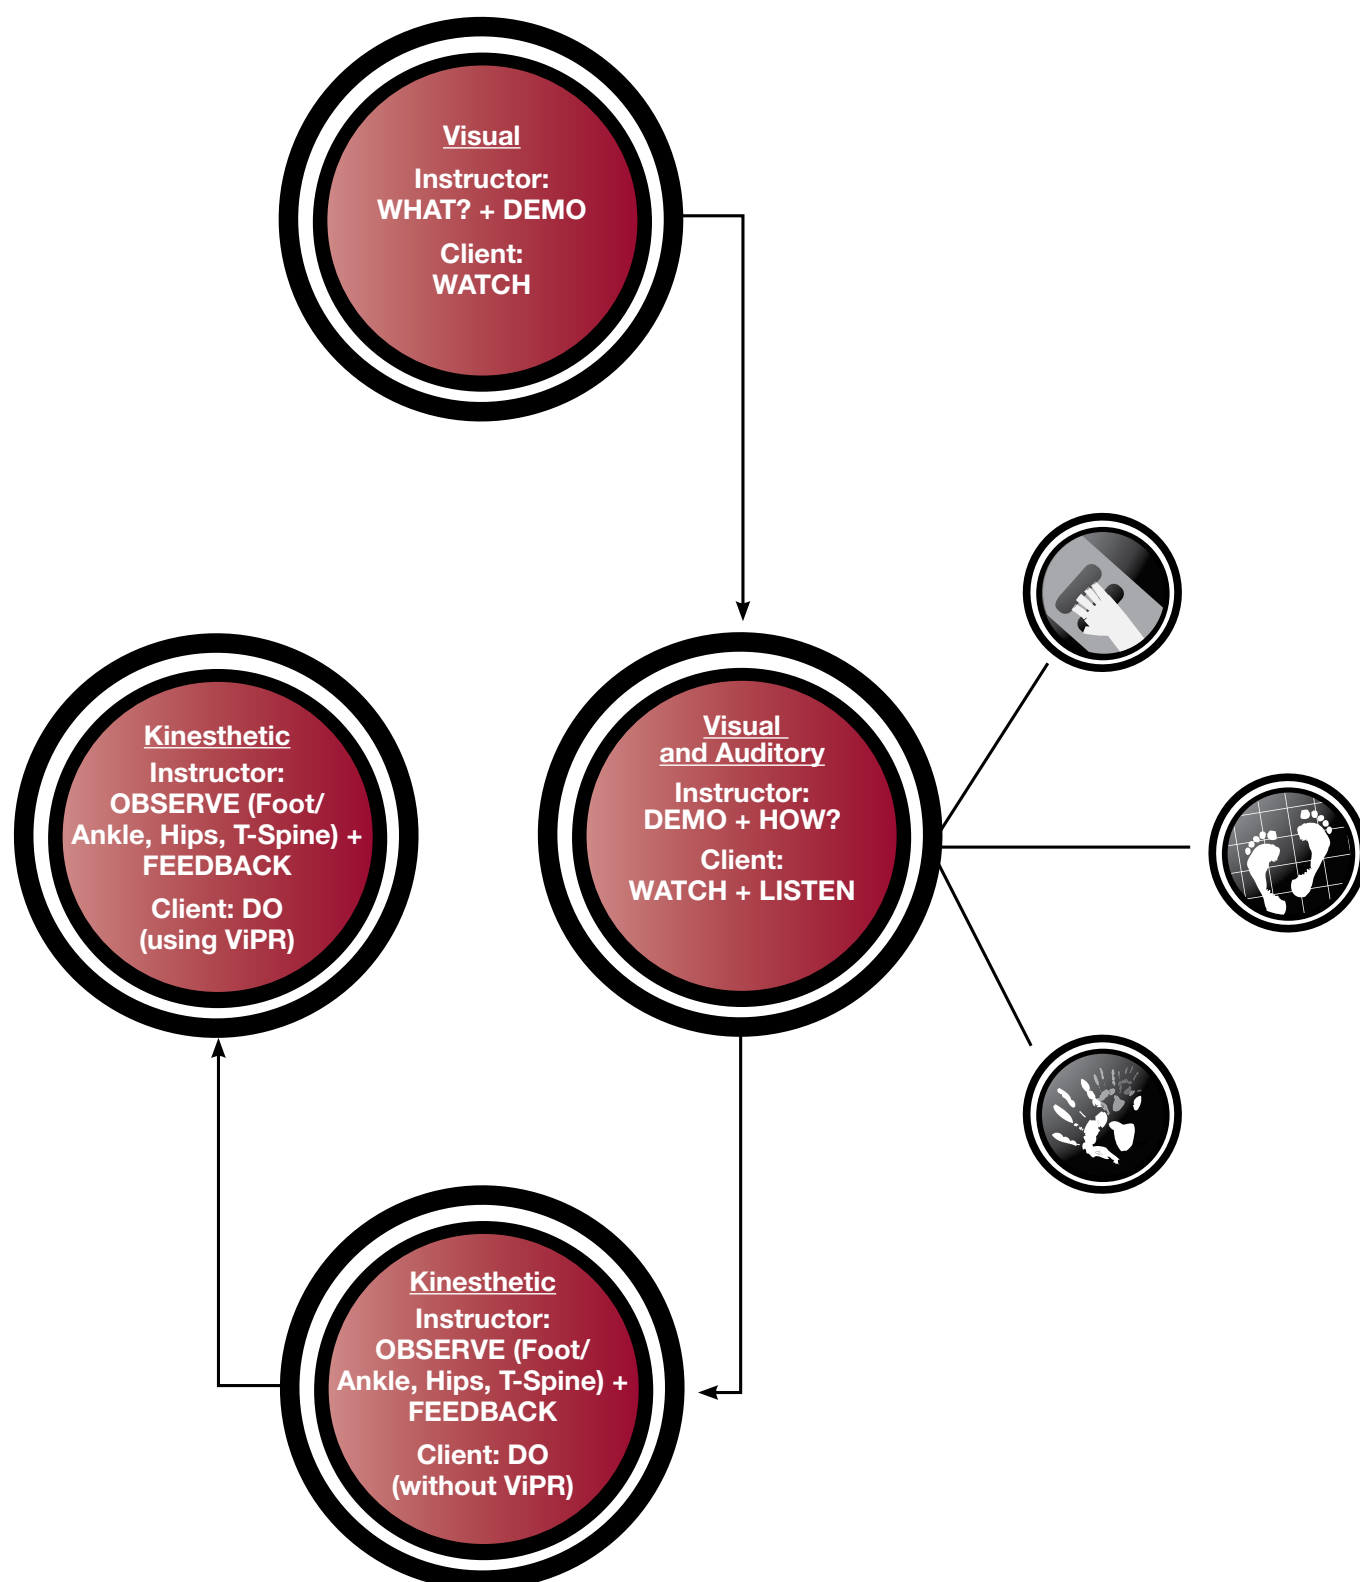 Visual
Instructor:
WHAT? + DEMO
Client:
WATCH
Visual
and Auditory
Instructor:
DEMO + HOW?
Client:
WATCH + LISTEN
Kinesthetic
Instructor:
OBSERVE (Foot/
Ankle, Hips, T-Spine) +
FEEDBACK
Client: DO
(without ViPR)
Kinesthetic
Instructor:
OBSERVE (Foot/
Ankle, Hips, T-Spine) +
FEEDBACK
Client: DO
(using ViPR)